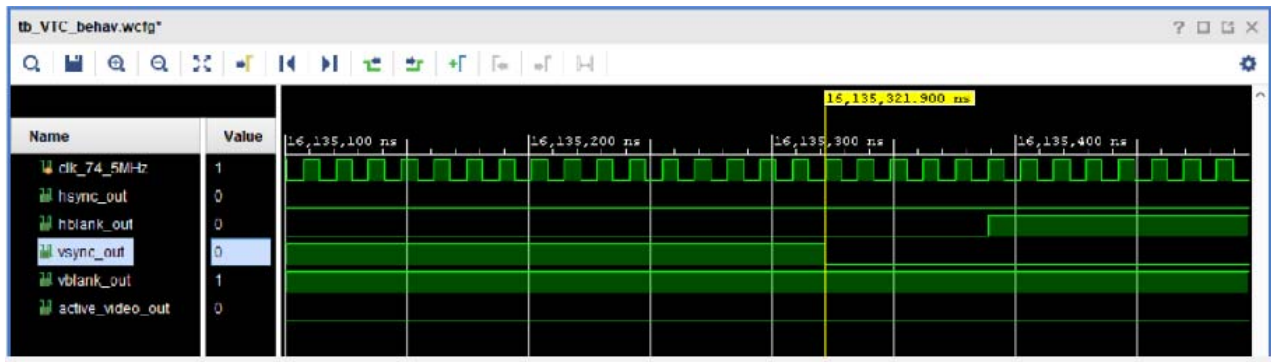 tb_VTC_behav.wcfg*
16,135,321.900 ns
Name Value
16,135,100 ns 16,135,200 ns 16,135,300 ns 16,135,400 ns
clk_74_5MHz 1
hsync_out 0
hblank_out 0
vsync_out 0
vblank_out 1
active_video_out 0